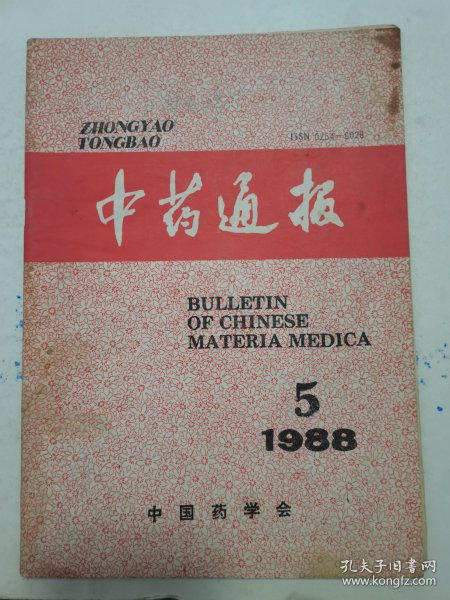 ZHONGYAO
TONGBAO
ISSN 0254-0028
中药通报
BULLETIN
OF CHINESE
MATERIA MEDICA
5
1988
中国药学会
孔夫子旧书网
www.kongfz.com